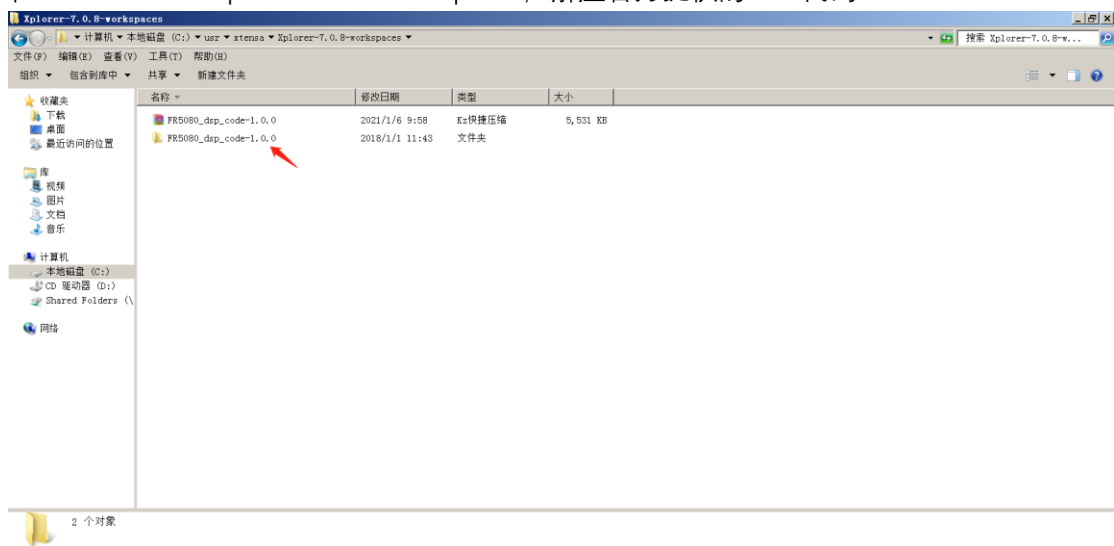 Xplorer-7.0.8-workspaces
▾ 计算机 ▾ 本地磁盘 (C:) ▾ usr ▾ xtensa ▾ Xplorer-7.0.8-workspaces ▾
搜索 Xplorer-7.0.8-w...
文件(F) 编辑(E) 查看(V) 工具(T) 帮助(H)
组织 ▾ 包含到库中 ▾ 共享 ▾ 新建文件夹
收藏夹
下载
桌面
最近访问的位置
库
视频
图片
文档
音乐
计算机
本地磁盘 (C:)
CD 驱动器 (D:)
Shared Folders (\
网络
名称 修改日期 类型 大小
FR5080_dsp_code-1.0.0 2021/1/6 9:58 Kz快捷压缩 5,531 KB
FR5080_dsp_code-1.0.0 2018/1/1 11:43 文件夹
2 个对象